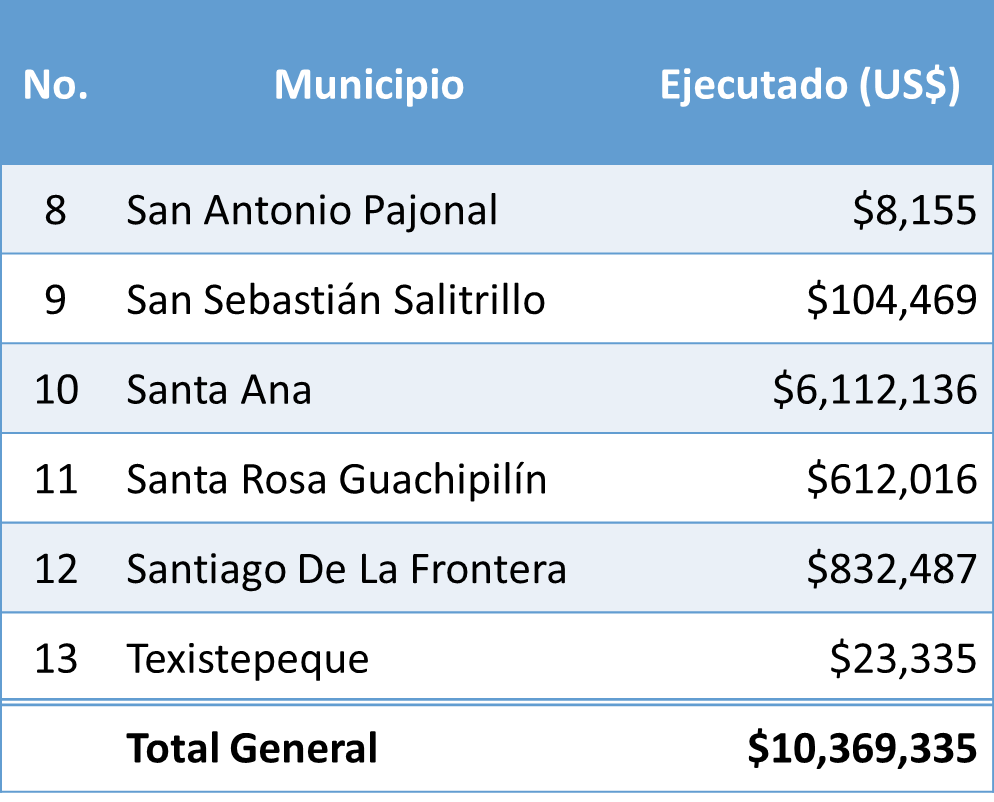 No. Municipio Ejecutado (US$)
8 San Antonio Pajonal $8,155
9 San Sebastián Salitrillo $104,469
10 Santa Ana $6,112,136
11 Santa Rosa Guachipilín $612,016
12 Santiago De La Frontera $832,487
13 Texistepeque $23,335
Total General $10,369,335